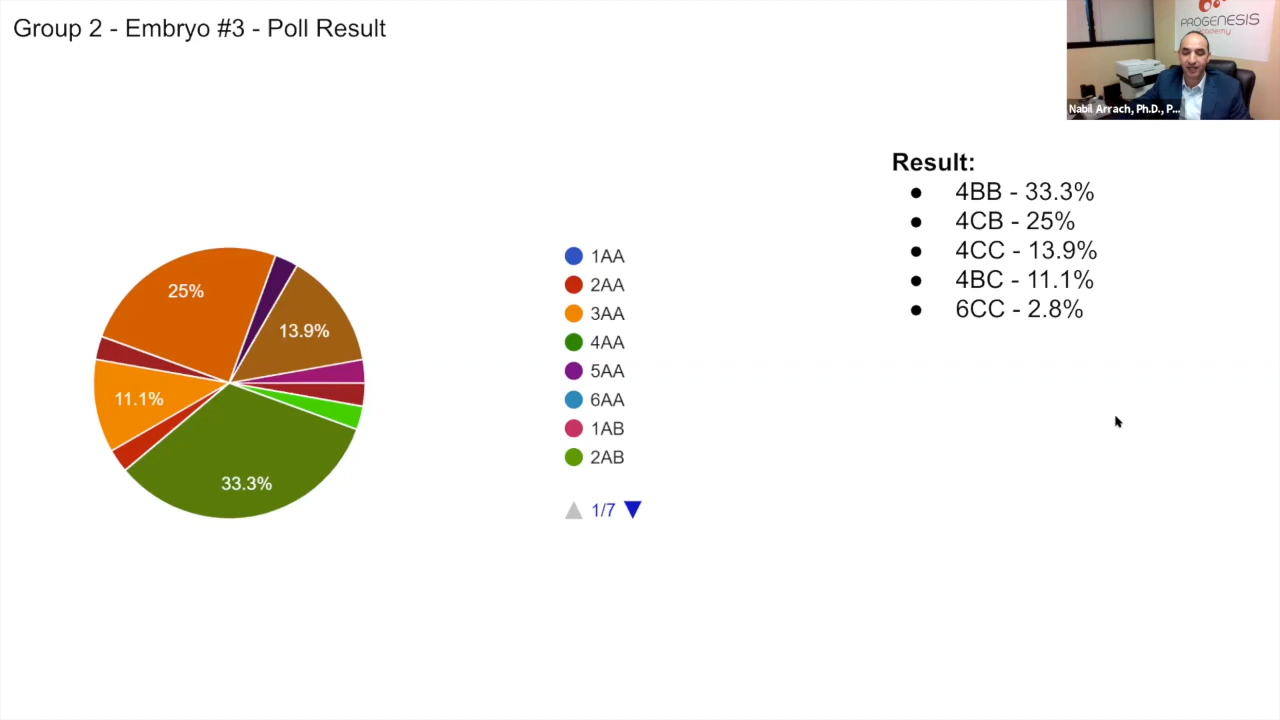 Group 2 - Embryo #3 - Poll Result
PROGENESIS
academy
Nabil Arrach, Ph.D., P...
Result:
● 4BB - 33.3%
● 4CB - 25%
● 4CC - 13.9%
● 4BC - 11.1%
● 6CC - 2.8%
25%
13.9%
11.1%
33.3%
1AA
2AA
3AA
4AA
5AA
6AA
1AB
2AB
1/7